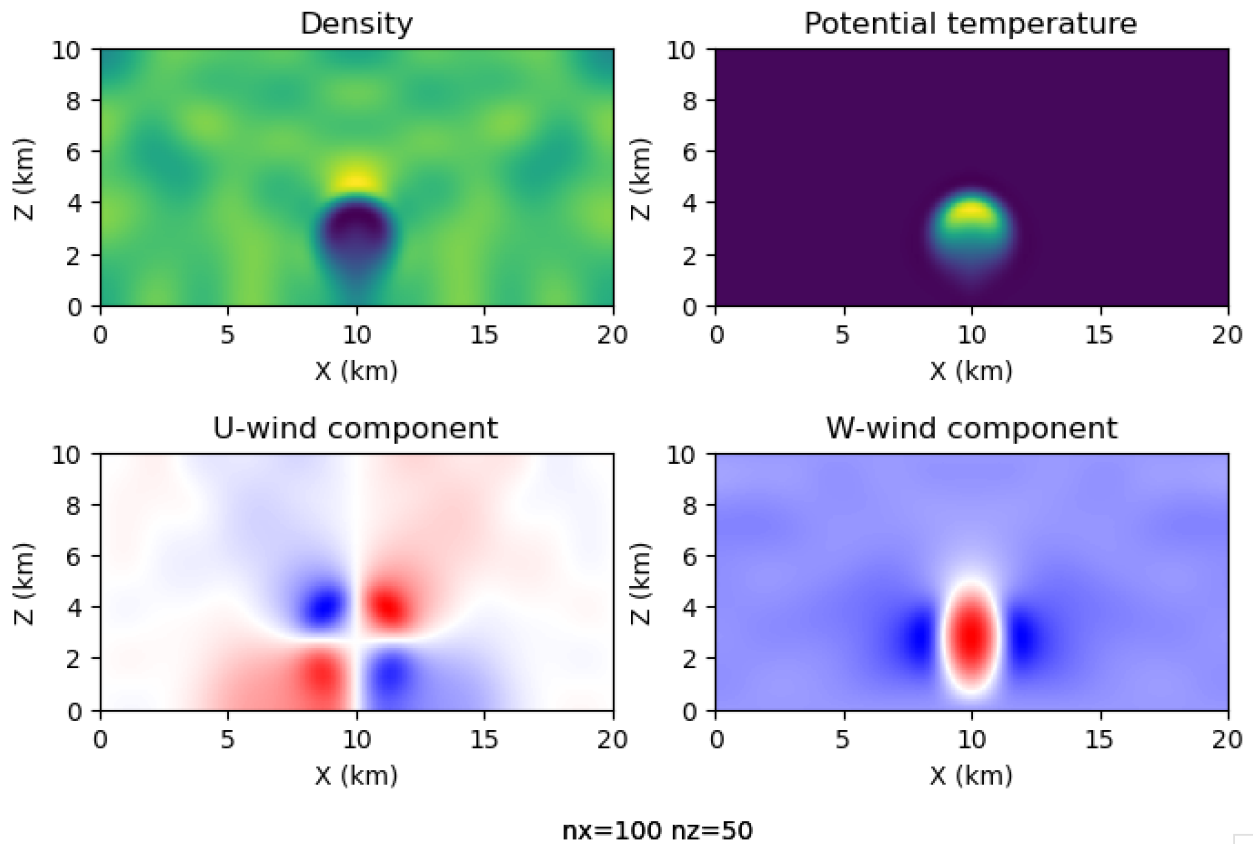 Density
Potential temperature
10
8
6
4
2
0
Z (km)
0 5 10 15 20
X (km)
10
8
6
4
2
0
Z (km)
0 5 10 15 20
X (km)
U-wind component
W-wind component
10
8
6
4
2
0
Z (km)
0 5 10 15 20
X (km)
10
8
6
4
2
0
Z (km)
0 5 10 15 20
X (km)
nx=100 nz=50